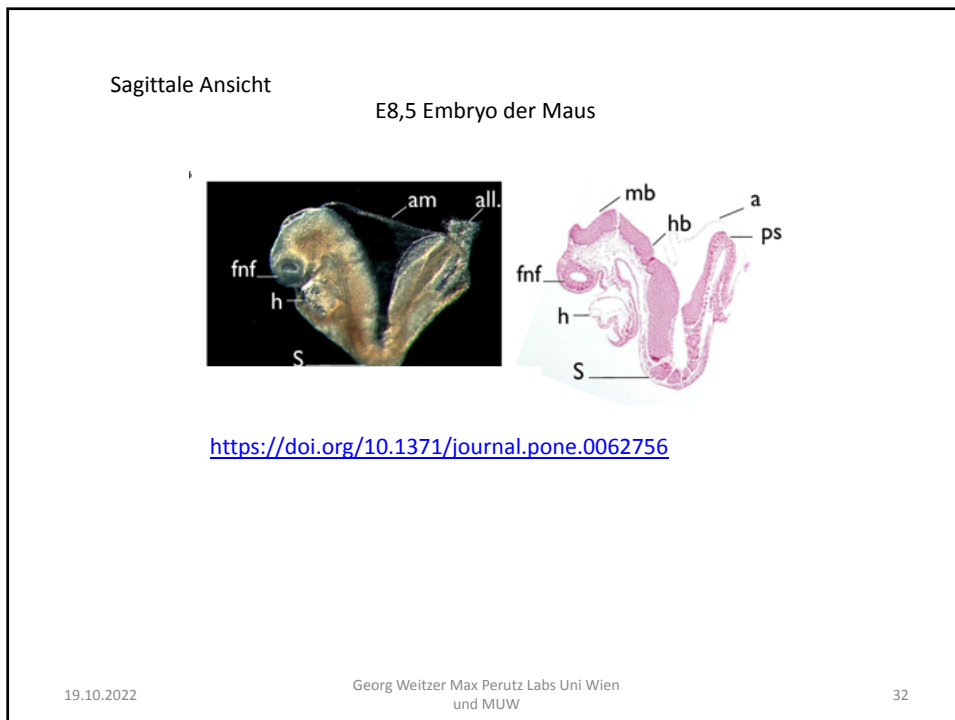 Sagittale Ansicht
E8,5 Embryo der Maus
am
all.
fnf
h
S
mb
a
hb
ps
fnf
h
S
https://doi.org/10.1371/journal.pone.0062756
19.10.2022
Georg Weitzer Max Perutz Labs Uni Wien
und MUW
32